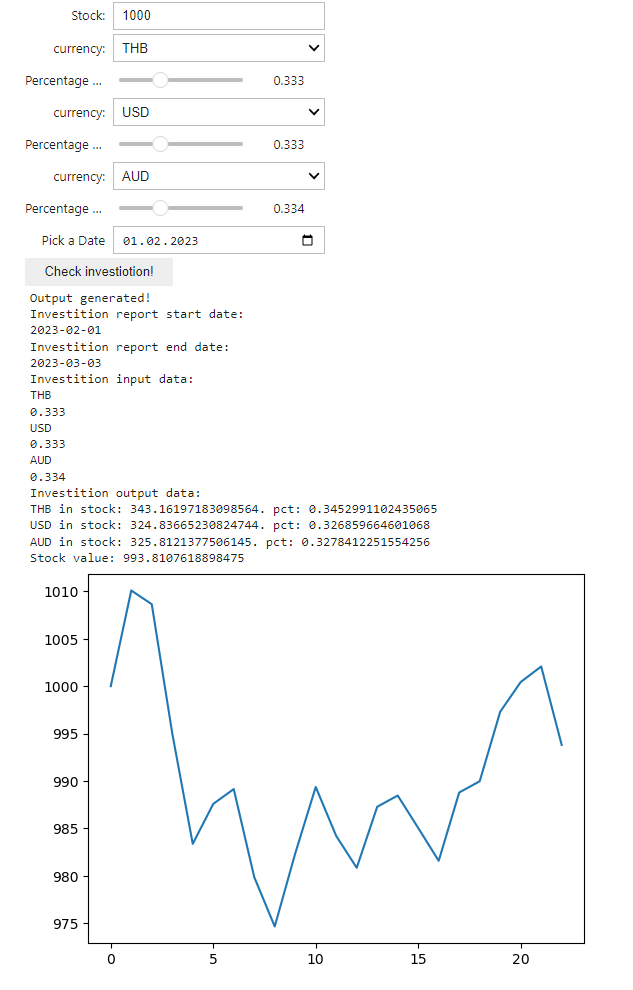 Stock: 1000
currency: THB
Percentage ... 0.333
currency: USD
Percentage ... 0.333
currency: AUD
Percentage ... 0.334
Pick a Date 01.02.2023
Check investiotion!
Output generated!
Investition report start date:
2023-02-01
Investition report end date:
2023-03-03
Investition input data:
THB
0.333
USD
0.333
AUD
0.334
Investition output data:
THB in stock: 343.16197183098564. pct: 0.3452991102435065
USD in stock: 324.83665230824744. pct: 0.326859664601068
AUD in stock: 325.8121377506145. pct: 0.3278412251554256
Stock value: 993.8107618898475
1010
1005
1000
995
990
985
980
975
0 5 10 15 20